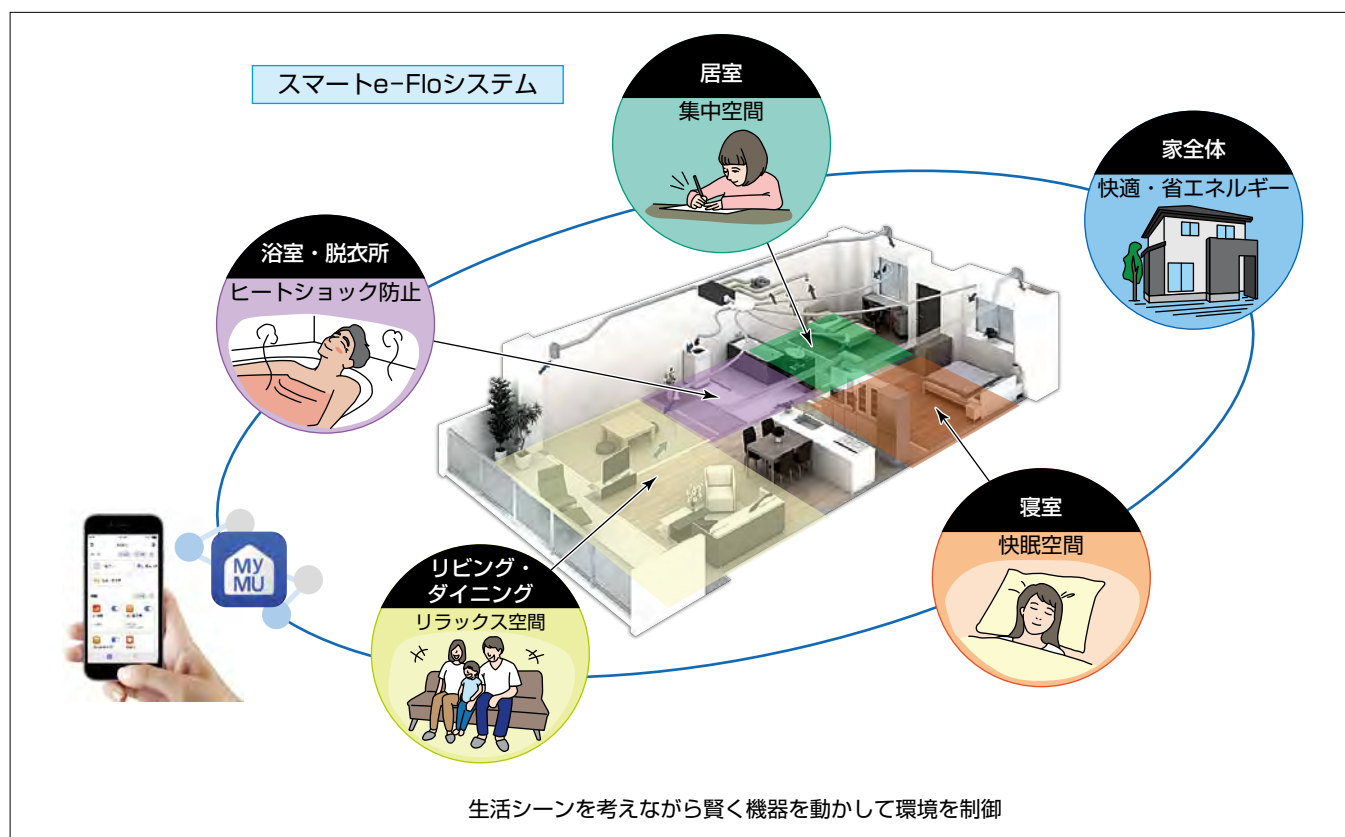 スマートe-Floシステム
居室
集中空間
家全体
快適・省エネルギー
浴室・脱衣所
ヒートショック防止
寝室
快眠空間
リビング・
ダイニング
リラックス空間
My
MU
生活シーンを考えながら賢く機器を動かして環境を制御